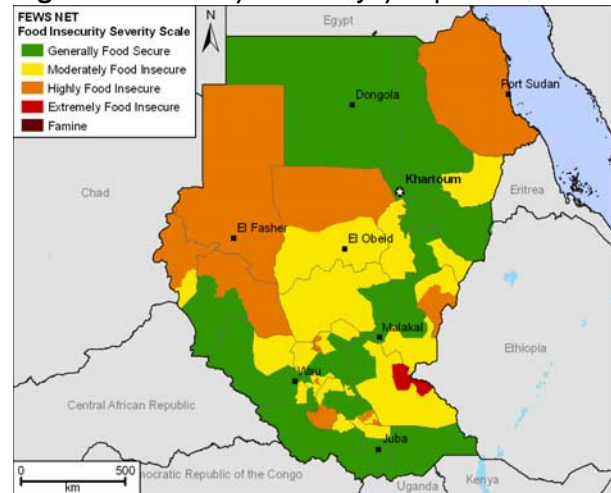 FEWS NET
Food Insecurity Severity Scale
Generally Food Secure
Moderately Food Insecure
Highly Food Insecure
Extremely Food Insecure
Famine
N
Egypt
Port Sudan
Dongola
Khartoum
Chad
Eritrea
El Fasher
El Obeid
Malakal
Ethiopia
Wau
Central African Republic
Juba
0 500
km
mocratic Republic of the Congo
Uganda
Kenya